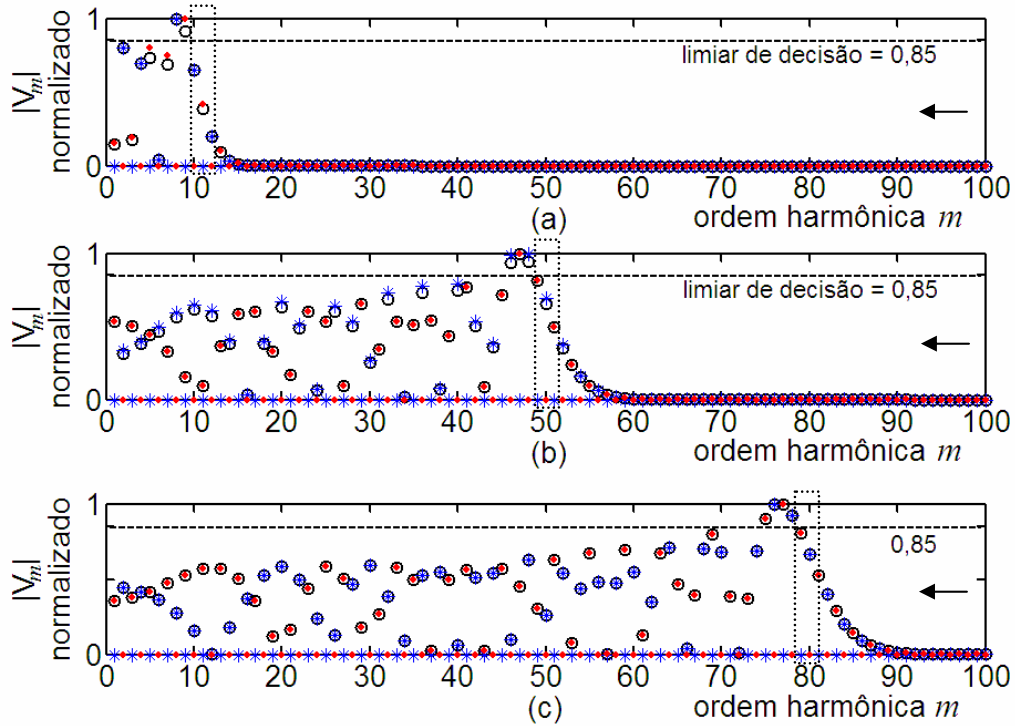 1
|Vm|
normalizado
limiar de decisão = 0,85
0
0 10 20 30 40 50 60 70 80 90 100
(a)
ordem harmônica m
1
|Vm|
normalizado
limiar de decisão = 0,85
0
0 10 20 30 40 50 60 70 80 90 100
(b)
ordem harmônica m
1
|Vm|
normalizado
0,85
0
0 10 20 30 40 50 60 70 80 90 100
(c)
ordem harmônica m